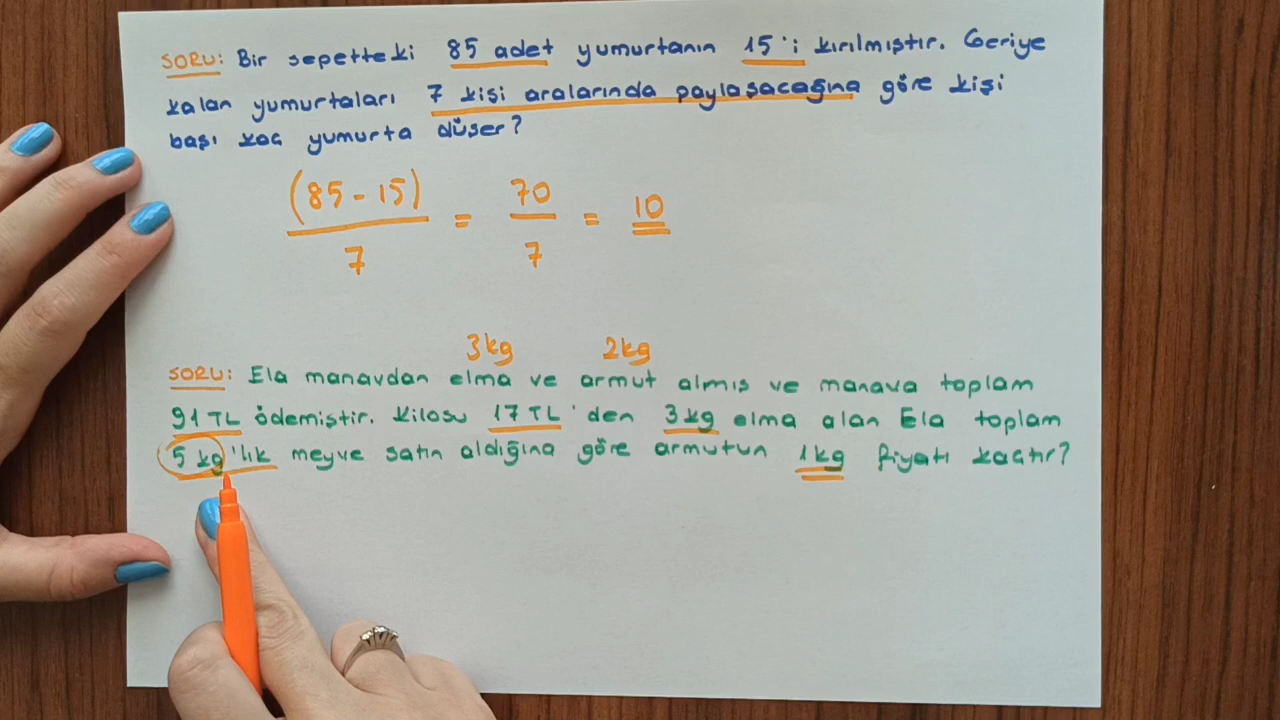 SORU: Bir sepetteki 85 adet yumurtanın 15'i kırılmıştır. Geriye
kalan yumurtaları 7 kişi aralarında paylaşacağına göre kişi
başı kaç yumurta düşer?
(85-15)/7 = 70/7 = 10
3kg 2kg
SORU: Ela manavdan elma ve armut almış ve manava toplam
91 TL ödemiştir. Kilosu 17 TL'den 3 kg elma alan Ela toplam
5 kg'lık meyve satın aldığına göre armutun 1kg fiyatı kaçtır?